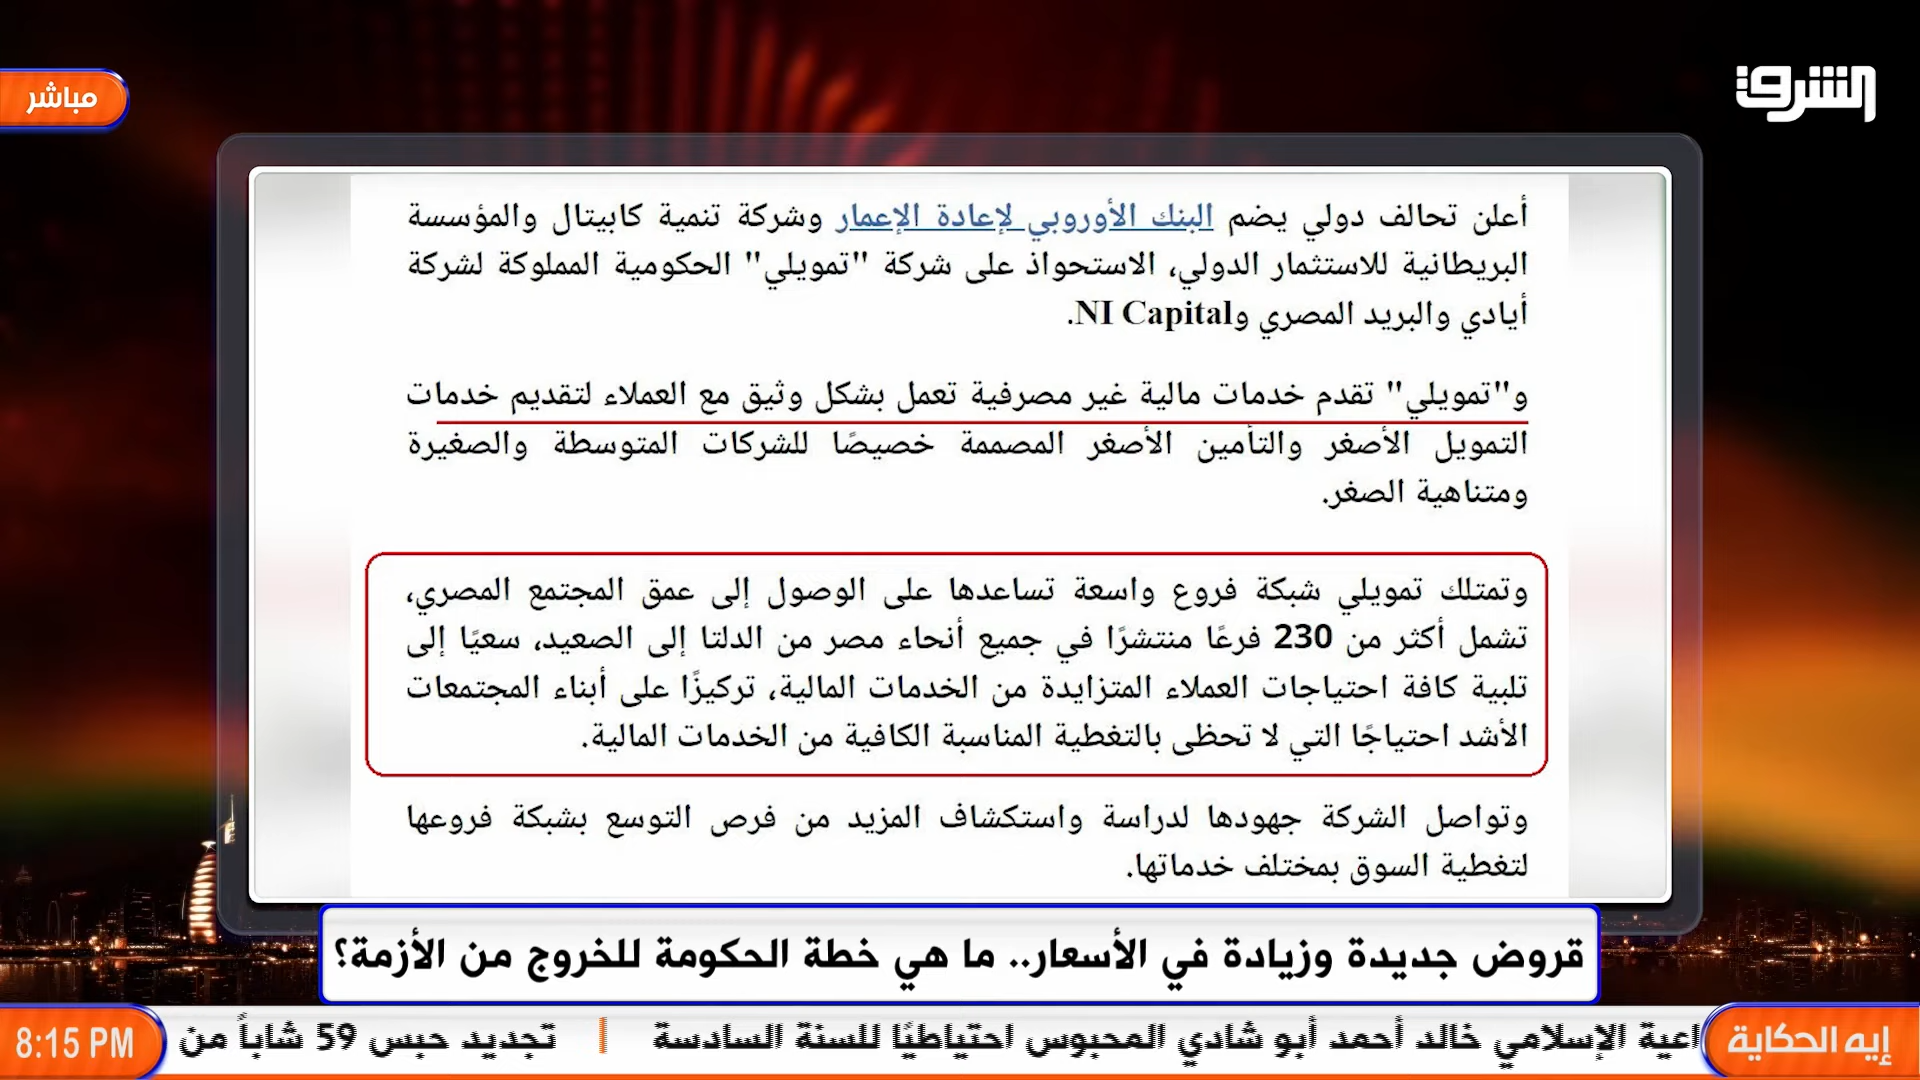 مباشر
الشرق
أعلن تحالف دولي يضم البنك الأوروبي لإعادة الإعمار وشركة تنمية كابيتال والمؤسسة
البريطانية للاستثمار الدولي، الاستحواذ على شركة "تمويلي" الحكومية المملوكة لشركة
أيادي والبريد المصري وNI Capital.
و"تمويلي" تقدم خدمات مالية غير مصرفية تعمل بشكل وثيق مع العملاء لتقديم خدمات
التمويل الأصغر والتأمين الأصغر المصممة خصيصًا للشركات المتوسطة والصغيرة
ومتناهية الصغر.
وتمتلك تمويلي شبكة فروع واسعة تساعدها على الوصول إلى عمق المجتمع المصري،
تشمل أكثر من 230 فرعًا منتشرًا في جميع أنحاء مصر من الدلتا إلى الصعيد، سعيًا إلى
تلبية كافة احتياجات العملاء المتزايدة من الخدمات المالية، تركيزًا على أبناء المجتمعات
الأشد احتياجًا التي لا تحظى بالتغطية المناسبة الكافية من الخدمات المالية.
وتواصل الشركة جهودها لدراسة واستكشاف المزيد من فرص التوسع بشبكة فروعها
لتغطية السوق بمختلف خدماتها.
قروض جديدة وزيادة في الأسعار.. ما هي خطة الحكومة للخروج من الأزمة؟
إيه الحكاية
اعية الإسلامي خالد أحمد أبو شادي المحبوس احتياطيًا للسنة السادسة | تجديد حبس 59 شاباً من
8:15 PM